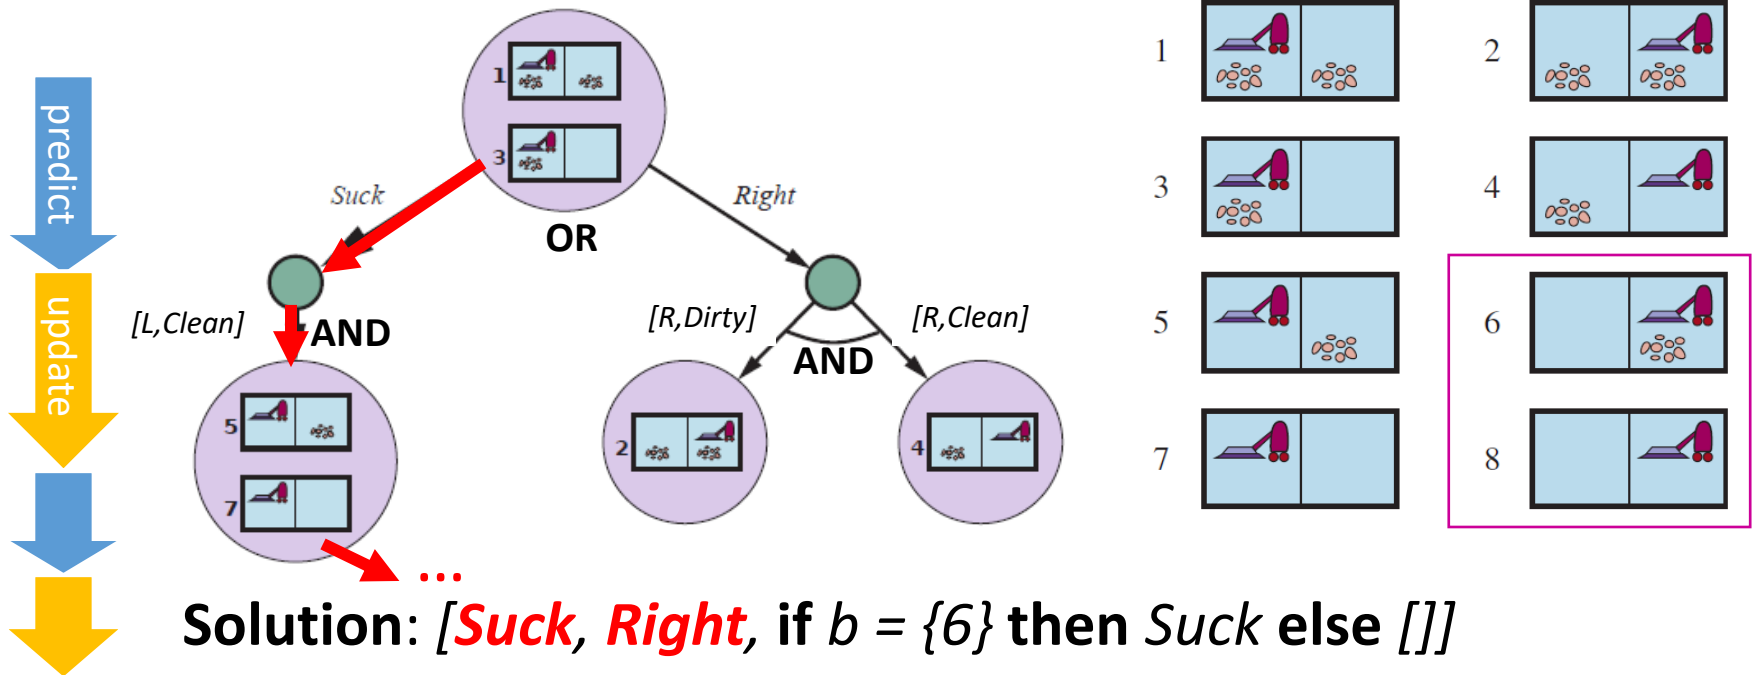 predict
update
1
3
Suck
Right
OR
[L,Clean]
AND
[R,Dirty]
[R,Clean]
AND
5
7
2
4
...
1
2
3
4
5
6
7
8
Solution: [Suck, Right, if b = {6} then Suck else []]